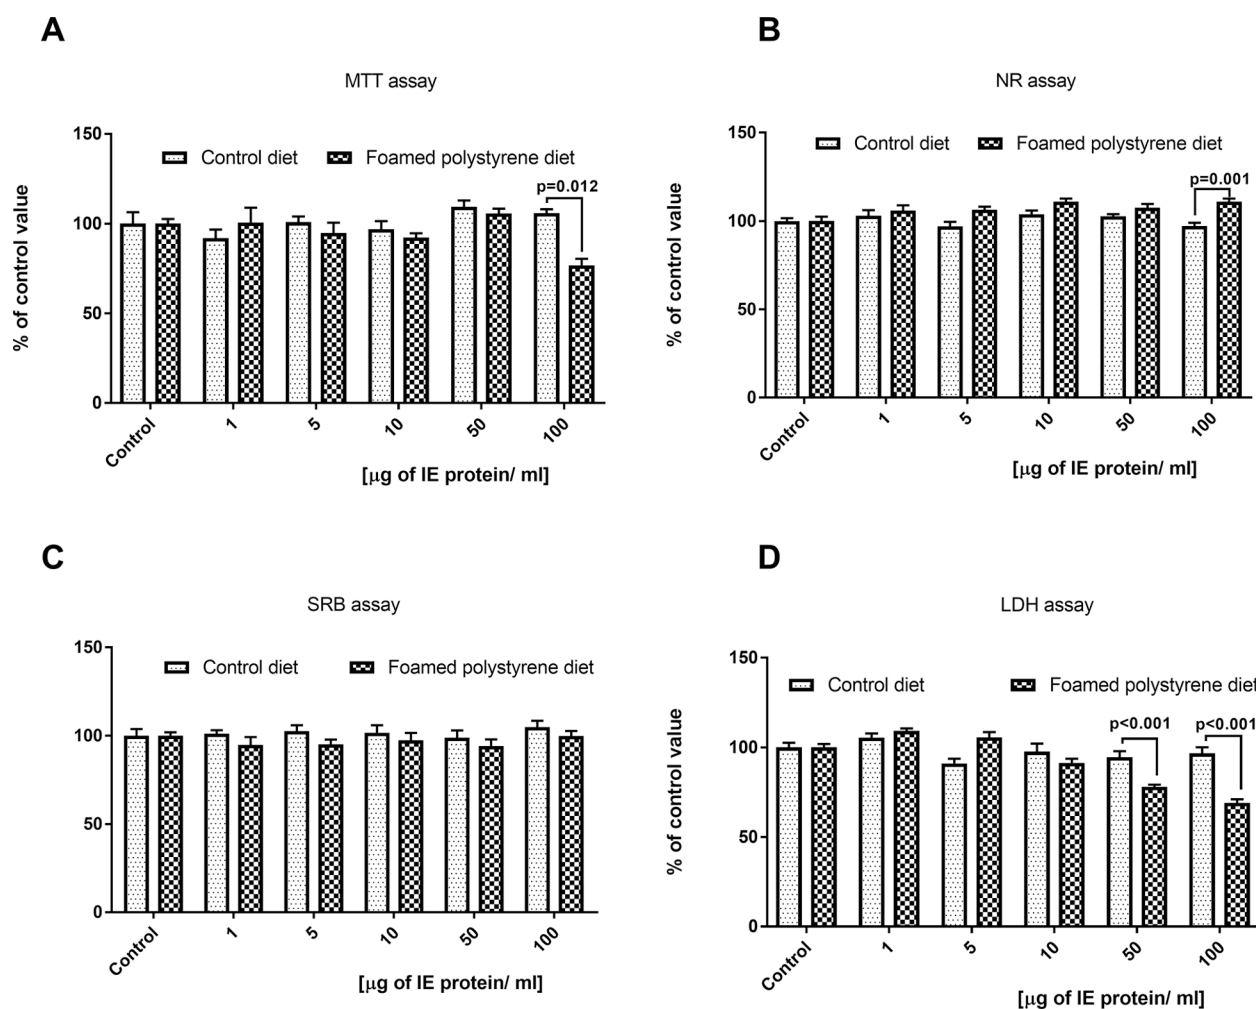 A
MTT assay
150
100
50
0
% of control value
Control diet
Foamed polystyrene diet
p=0.012
Control
1
5
10
50
100
[µg of IE protein/ ml]
B
NR assay
150
100
50
0
% of control value
Control diet
Foamed polystyrene diet
p=0.001
Control
1
5
10
50
100
[µg of IE protein/ ml]
C
SRB assay
150
100
50
0
Control diet
Foamed polystyrene diet
Control
1
5
10
50
100
[µg of IE protein/ ml]
D
LDH assay
150
100
50
0
% of control value
Control diet
Foamed polystyrene diet
p<0.001
p<0.001
Control
1
5
10
50
100
[µg of IE protein/ ml]